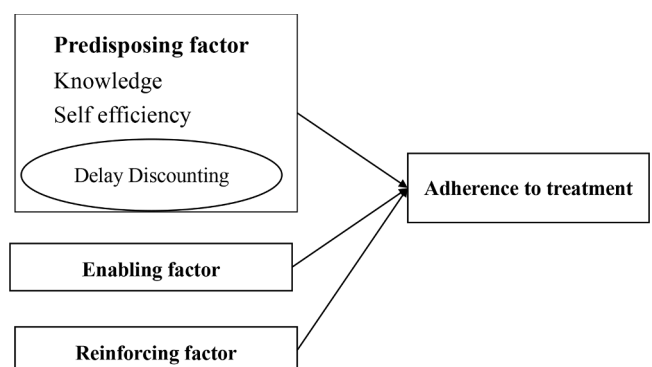 Predisposing factor
Knowledge
Self efficiency
Delay Discounting
Adherence to treatment
Enabling factor
Reinforcing factor